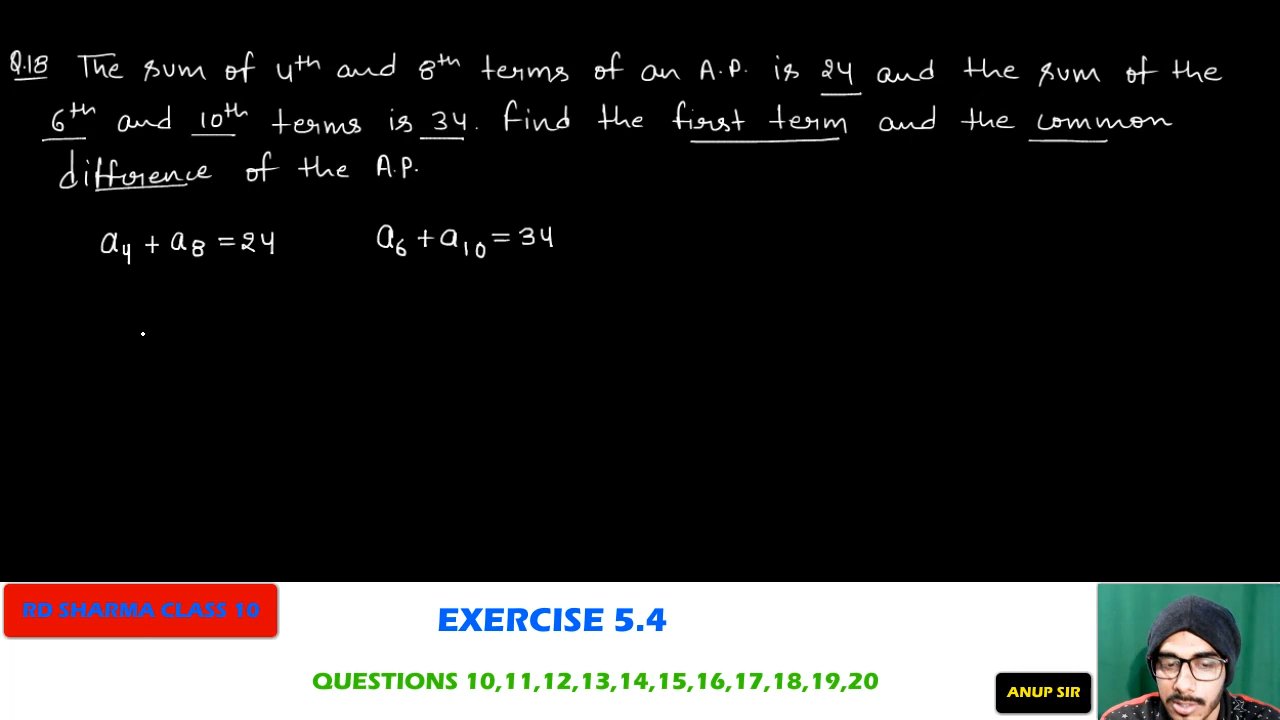 Q.18 The sum of 4th and 8th terms of an A.P. is 24 and the sum of the
6th and 10th terms is 34. Find the first term and the common
difference of the A.P.
a₄ + a₈ = 24 a₆ + a₁₀ = 34
RD SHARMA CLASS 10
EXERCISE 5.4
QUESTIONS 10,11,12,13,14,15,16,17,18,19,20
ANUP SIR